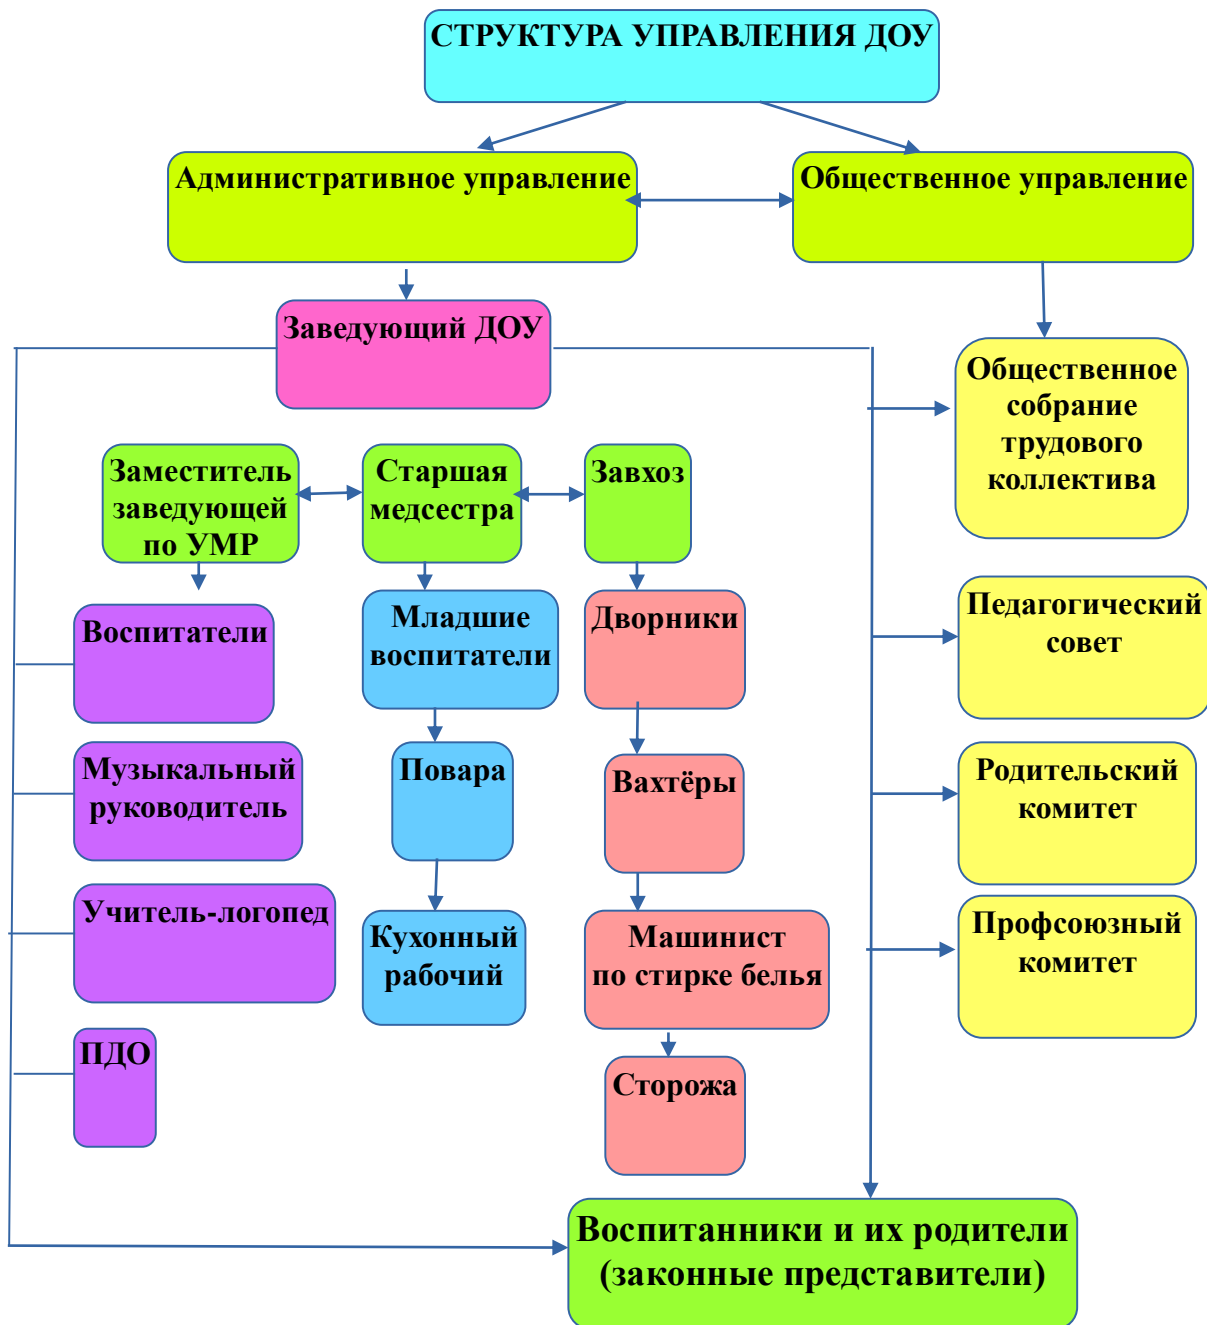 СТРУКТУРА УПРАВЛЕНИЯ ДОУ
Административное управление
Общественное управление
Заведующий ДОУ
Общественное
собрание
трудового
коллектива
Заместитель
заведующей
по УМР
Старшая
медсестра
Завхоз
Воспитатели
Младшие
воспитатели
Дворники
Педагогический
совет
Музыкальный
руководитель
Повара
Вахтёры
Родительский
комитет
Учитель-логопед
Кухонный
рабочий
Машинист
по стирке белья
Профсоюзный
комитет
ПДО
Сторожа
Воспитанники и их родители
(законные представители)